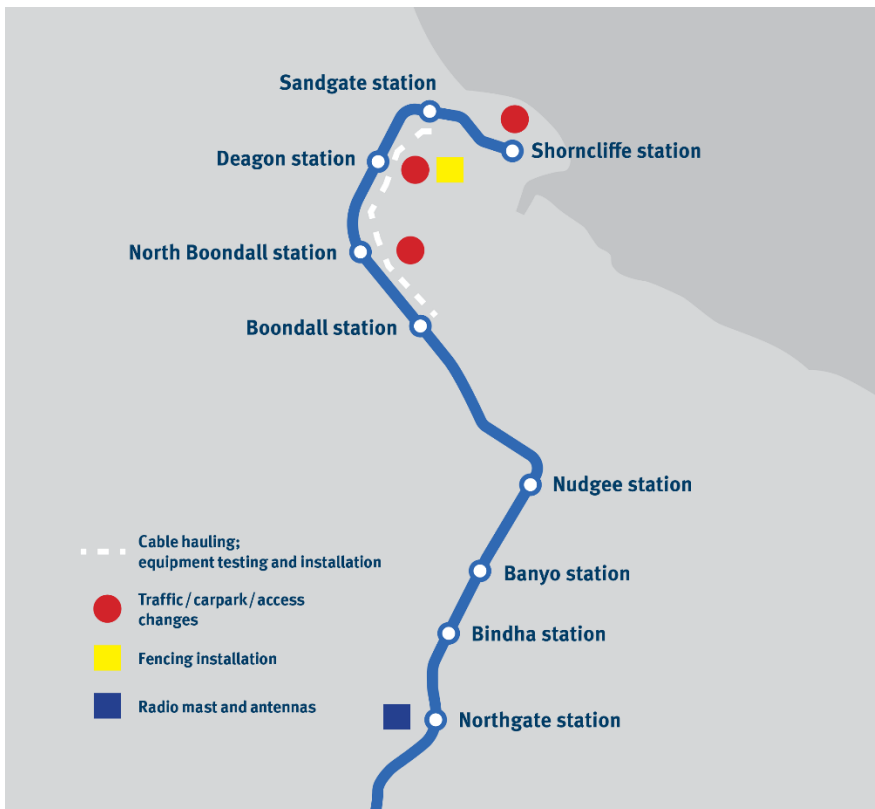 Sandgate station
Shorncliffe station
Deagon station
North Boondall station
Boondall station
Nudgee station
Cable hauling;
equipment testing and installation
Banyo station
Traffic / carpark / access
changes
Bindha station
Fencing installation
Radio mast and antennas
Northgate station